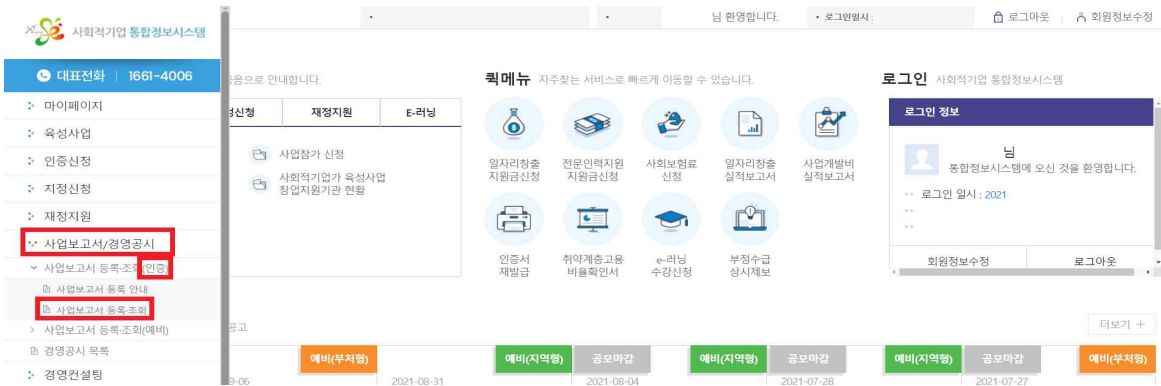 사회적기업 통합정보시스템
님 환영합니다.
• 로그인일시 :
로그아웃
회원정보수정
대표전화 | 1661-4006
마이페이지
육성사업
인증신청
지정신청
재정지원
사업보고서/경영공시
사업보고서 등록·조회(인증)
사업보고서 등록 안내
사업보고서 등록·조회
사업보고서 등록·조회(예비)
경영공시 목록
경영컨설팅
으로 안내합니다.
신청
재정지원
E-러닝
사업참가 신청
사회적기업가 육성사업
창업지원기관 현황
퀵메뉴 자주찾는 서비스로 빠르게 이동할 수 있습니다.
일자리창출
지원금신청
전문인력지원
지원금신청
사회보험료
신청
일자리창출
실적보고서
사업개발비
실적보고서
인증서
재발급
취약계층고용
비율확인서
e-러닝
수강신청
부정수급
상시제보
로그인 사회적기업 통합정보시스템
로그인 정보
님
통합정보시스템에 오신 것을 환영합니다.
로그인 일시 : 2021
회원정보수정
로그아웃
공고
더보기 +
예비(부처형)
예비(지역형)
공모마감
예비(지역형)
공모마감
예비(지역형)
공모마감
예비(부처형)
9-06
2021-08-31
2021-08-04
2021-07-28
2021-07-27